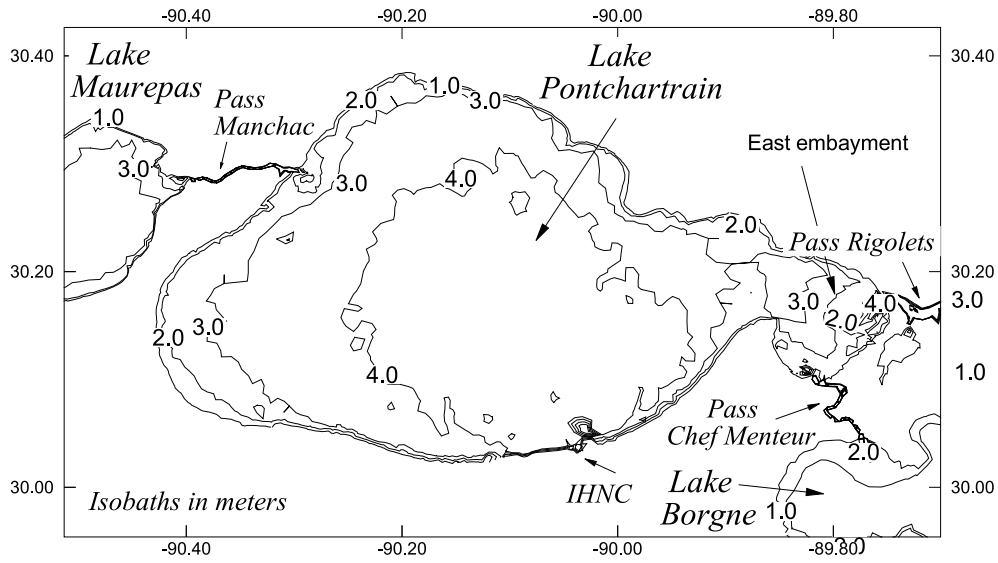 -90.40 -90.20 -90.00 -89.80
30.40 30.40
Lake
Maurepas
Lake
Pontchartrain
1.0
2.0
3.0
1.0
Pass
Manchac
East embayment
3.0
3.0
4.0
2.0
Pass Rigolets
30.20 30.20
3.0
4.0
3.0
2.0
3.0
2.0
1.0
4.0
Pass
Chef Menteur
2.0
IHNC
Lake
Borgne
30.00 30.00
Isobaths in meters
1.0
-90.40 -90.20 -90.00 -89.80